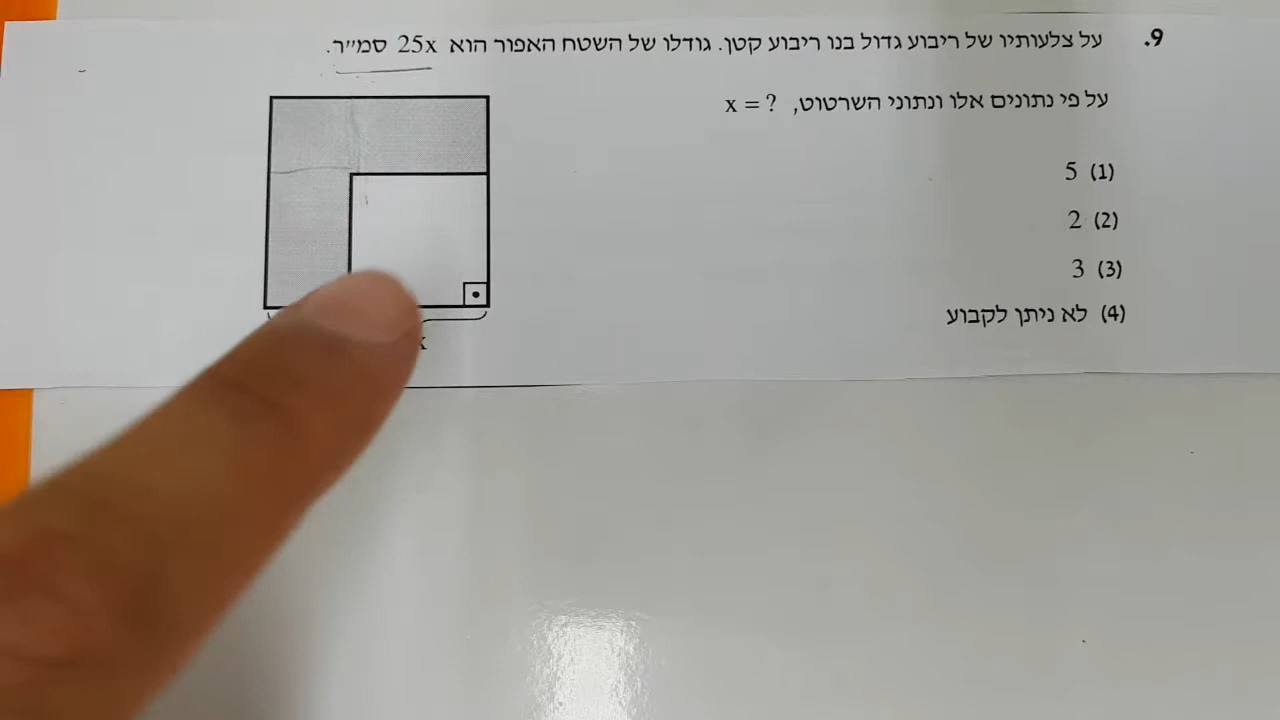 9. על צלעותיו של ריבוע גדול בנו ריבוע קטן. גודלו של השטח האפור הוא 25x סמ״ר.
על פי נתונים אלו ונתוני השרטוט, x = ?
(1) 5
(2) 2
(3) 3
(4) לא ניתן לקבוע
x